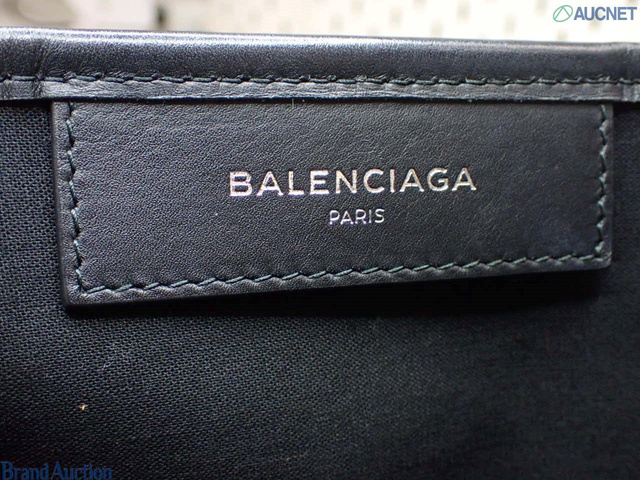 AUCNET
BALENCIAGA
PARIS
Brand Auction